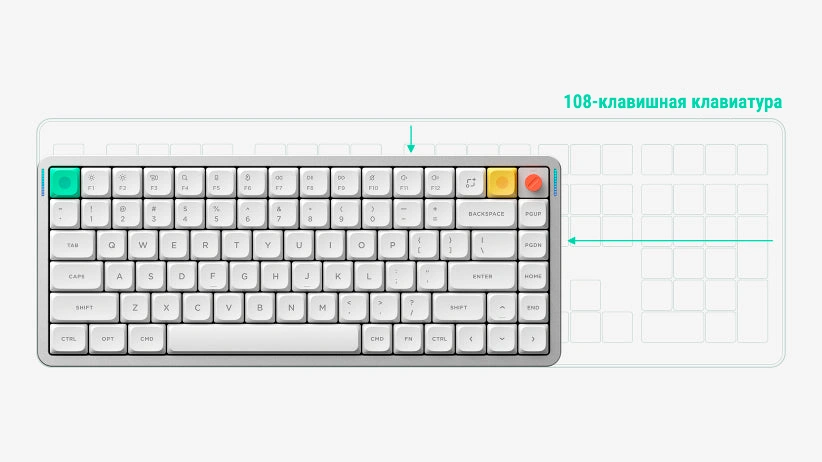 108-клавишная клавиатура
F1 F2 F3 F4 F5 F6 F7 F8 F9 F10 F11 F12
~ ! @ # $ % ^ & * ( ) — +
1 2 3 4 5 6 7 8 9 0 - = BACKSPACE PGUP
TAB Q W E R T Y U I O P { [ } ] | \ PGDN
CAPS A S D F G H J K L : ; " ' ENTER HOME
SHIFT Z X C V B N M < , > . ? / SHIFT END
CTRL OPT CMD CMD FN CTRL